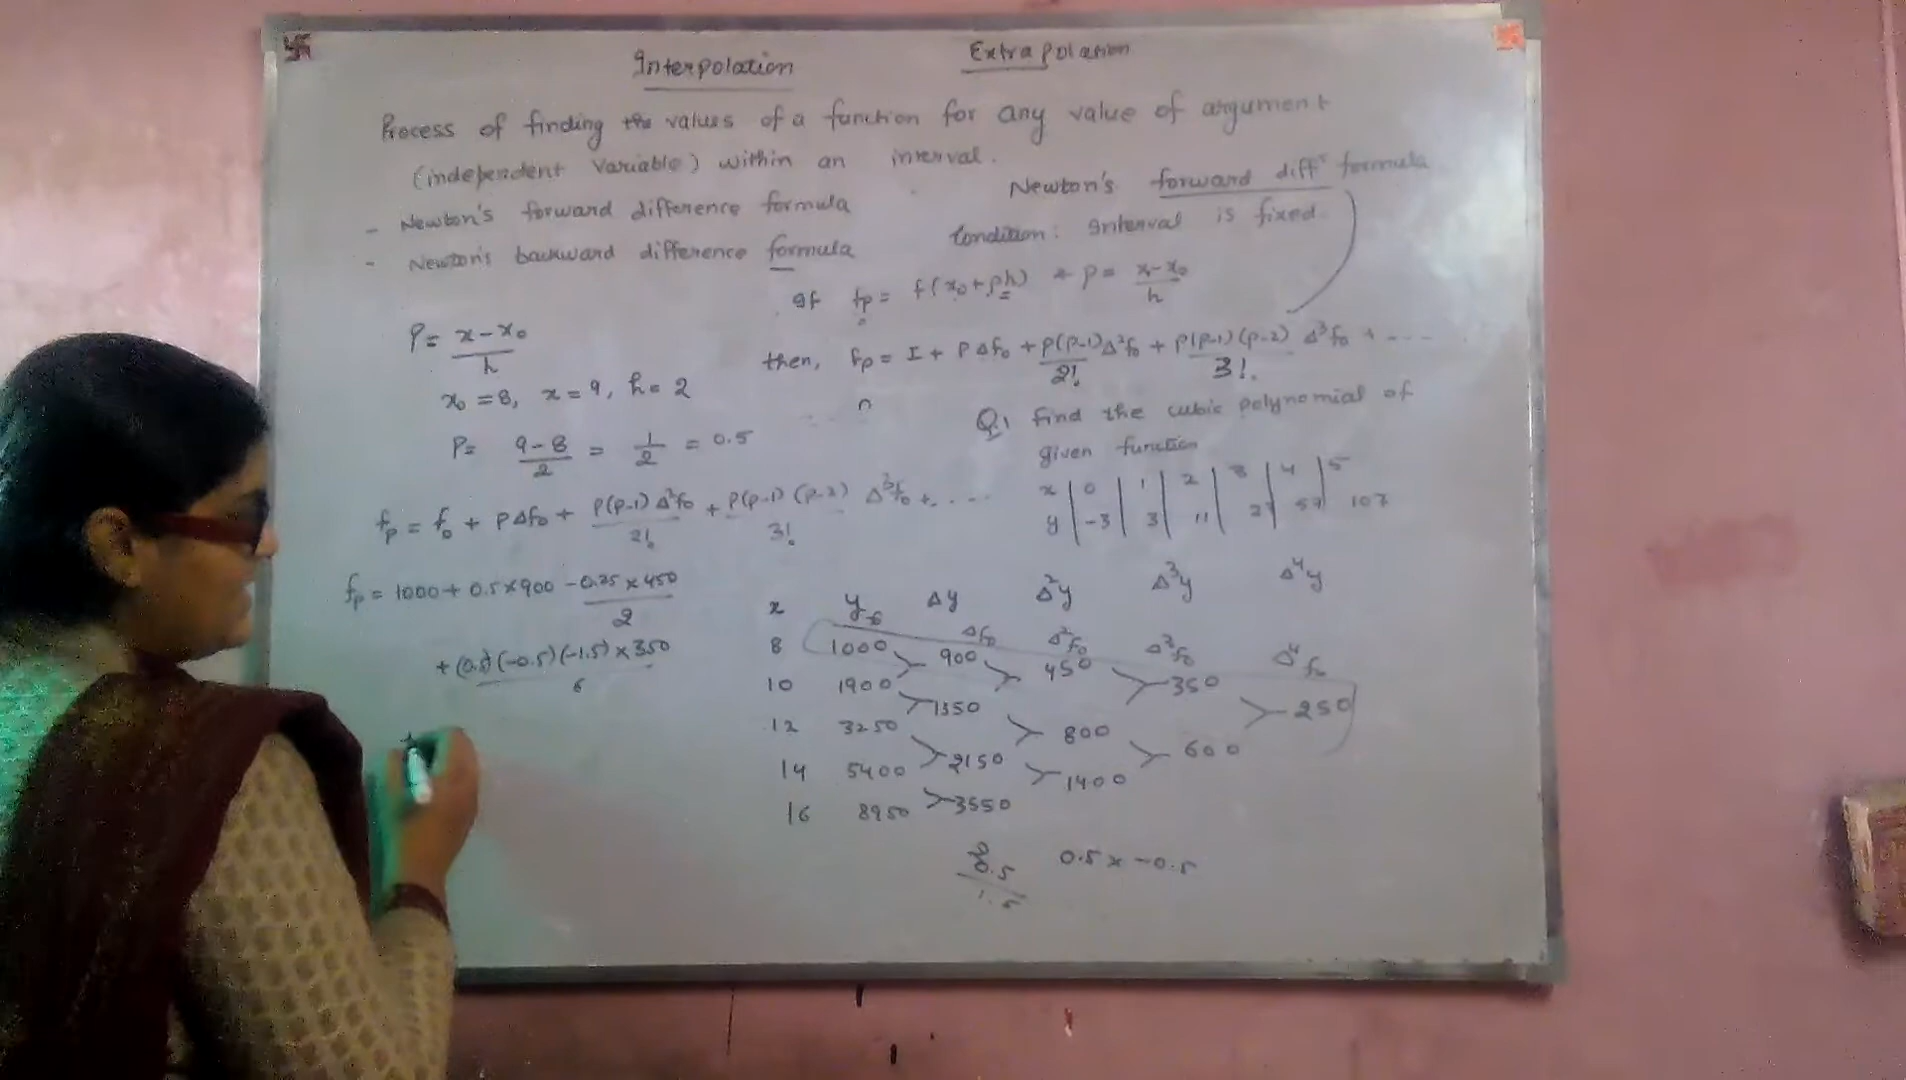 Interpolation
Extrapolation
Process of finding the values of a function for any value of argument
(independent variable) within an interval.
- Newton's forward difference formula
- Newton's backward difference formula
Newton's forward diffⁿ formula
Condition: Interval is fixed.
If fp = f(x₀+ph) & p = x-x₀/h
then, fp = I + pΔf₀ + p(p-1)Δ²f₀/2! + p(p-1)(p-2)/3! Δ³f₀ + ....
P = x-x₀/h
x₀ = 8, x = 9, h = 2
P = 9-8/2 = 1/2 = 0.5
fp = f₀ + pΔf₀ + p(p-1)Δ²f₀/2! + p(p-1)(p-2)/3! Δ³f₀ + ....
fp = 1000 + 0.5×900 - 0.25×450/2
+ (0.5)(-0.5)(-1.5)×350/6
+
Q.1 find the cubic polynomial of
given function
x | 0 | 1 | 2 | 3 | 4 | 5
y | -3 | 3 | 11 | 27 | 57 | 107
x y f₀ Δy Δ²y Δ³y Δ⁴y
Δf₀ Δ²f₀ Δ³f₀ Δ⁴f₀
8 1000 900 450 350 250
10 1900 1350 800 600
12 3250 2150 1400
14 5400 3550
16 8950
0.5 x -0.5